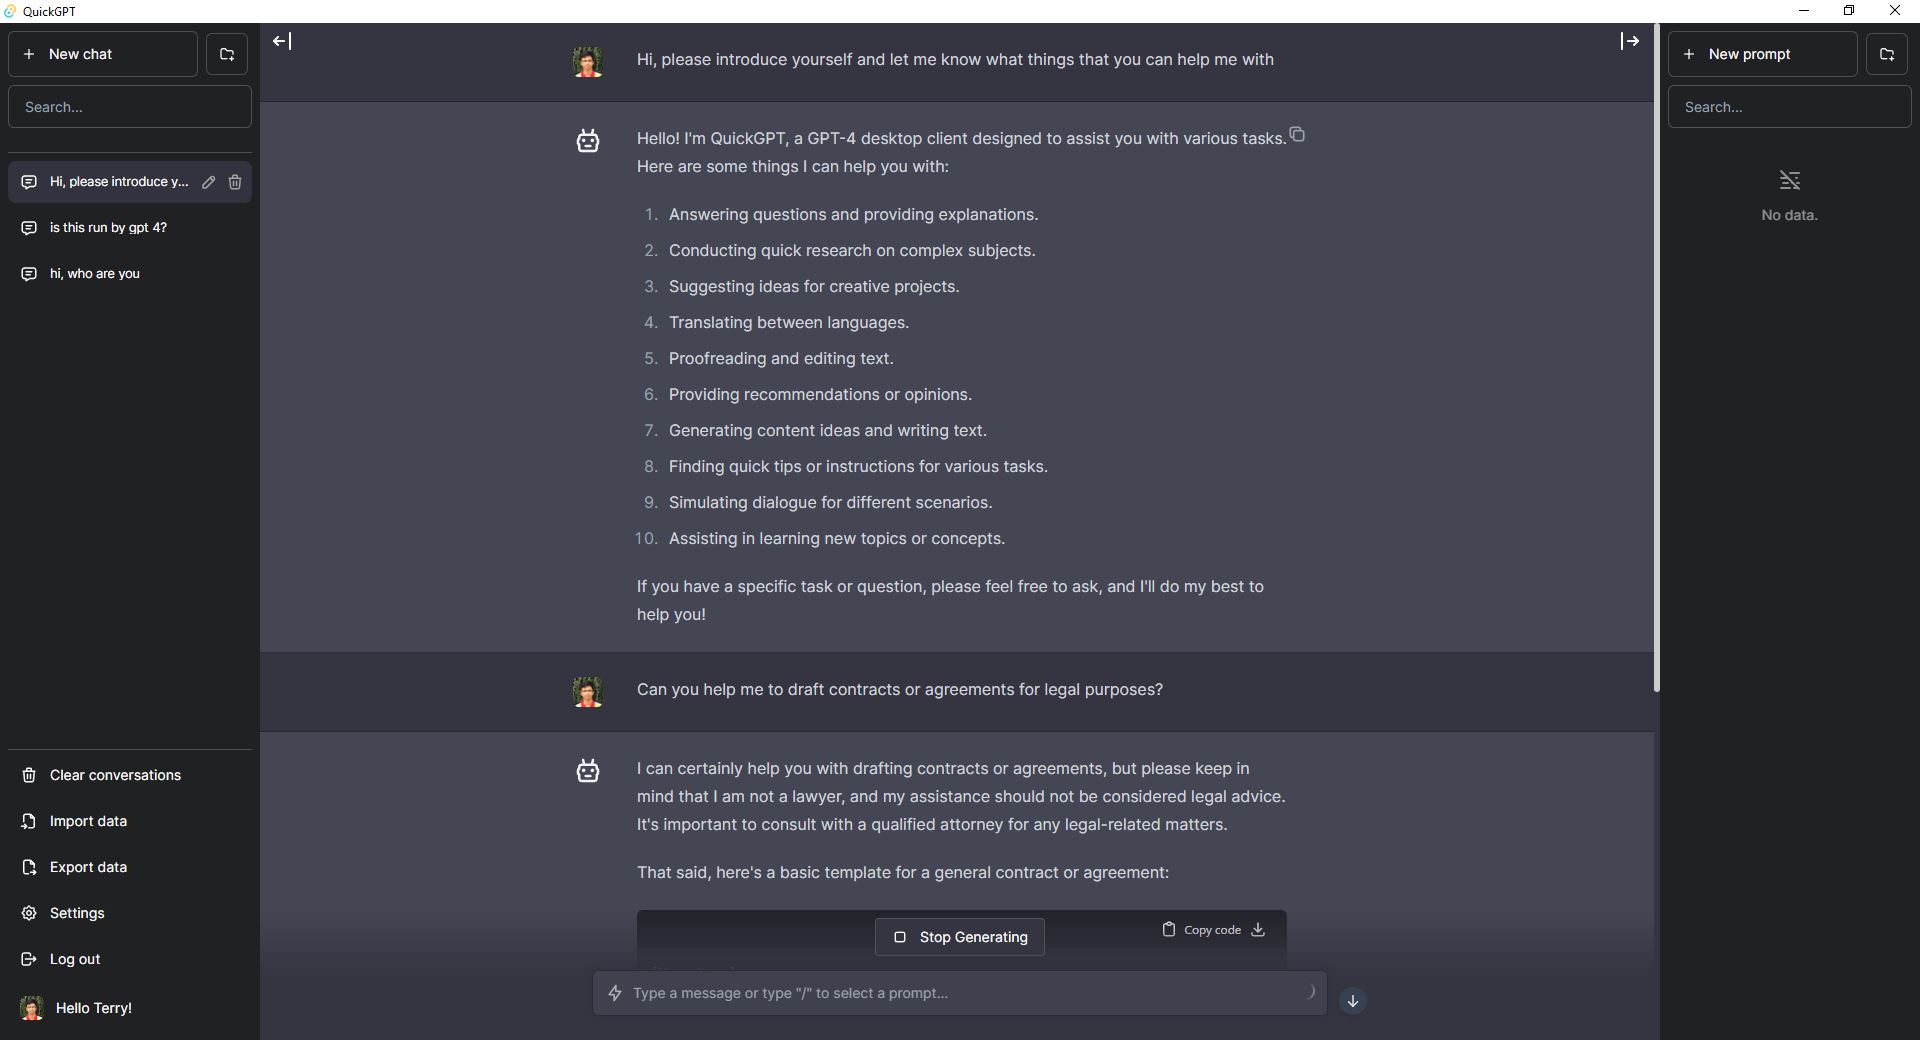 QuickGPT
New chat
Search...
Hi, please introduce y...
is this run by gpt 4?
hi, who are you
Clear conversations
Import data
Export data
Settings
Log out
Hello Terry!
Hi, please introduce yourself and let me know what things that you can help me with
Hello! I'm QuickGPT, a GPT-4 desktop client designed to assist you with various tasks.
Here are some things I can help you with:
1. Answering questions and providing explanations.
2. Conducting quick research on complex subjects.
3. Suggesting ideas for creative projects.
4. Translating between languages.
5. Proofreading and editing text.
6. Providing recommendations or opinions.
7. Generating content ideas and writing text.
8. Finding quick tips or instructions for various tasks.
9. Simulating dialogue for different scenarios.
10. Assisting in learning new topics or concepts.
If you have a specific task or question, please feel free to ask, and I'll do my best to
help you!
Can you help me to draft contracts or agreements for legal purposes?
I can certainly help you with drafting contracts or agreements, but please keep in
mind that I am not a lawyer, and my assistance should not be considered legal advice.
It's important to consult with a qualified attorney for any legal-related matters.
That said, here's a basic template for a general contract or agreement:
Copy code
Stop Generating
Type a message or type "/" to select a prompt...
New prompt
Search...
No data.